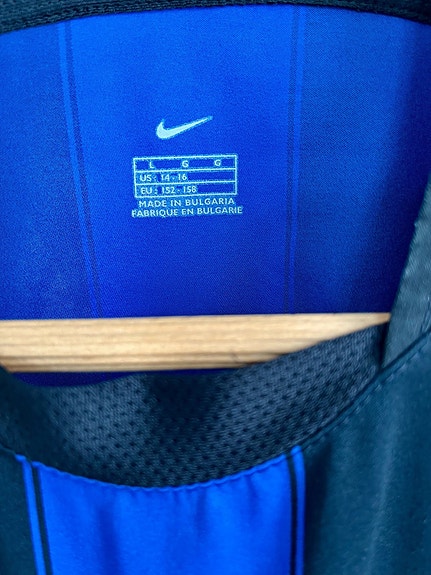 L G G
US: 14 - 16
EU: 152 - 158
MADE IN BULGARIA
FABRIQUE EN BULGARIE